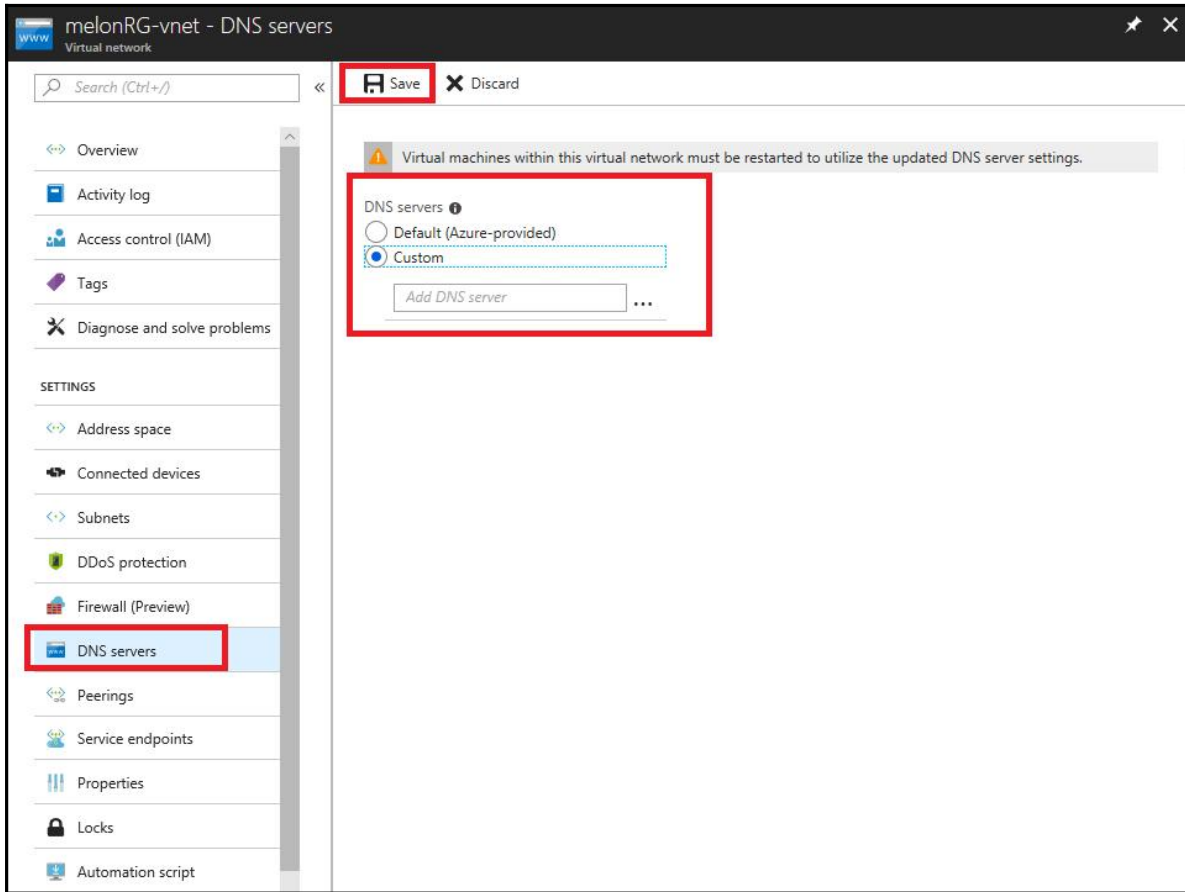 www
melonRG-vnet - DNS servers
Virtual network
Search (Ctrl+/)
«
Overview
Activity log
Access control (IAM)
Tags
Diagnose and solve problems
SETTINGS
Address space
Connected devices
Subnets
DDoS protection
Firewall (Preview)
DNS servers
Peerings
Service endpoints
Properties
Locks
Automation script
Save Discard
Virtual machines within this virtual network must be restarted to utilize the updated DNS server settings.
DNS servers
Default (Azure-provided)
Custom
Add DNS server ...